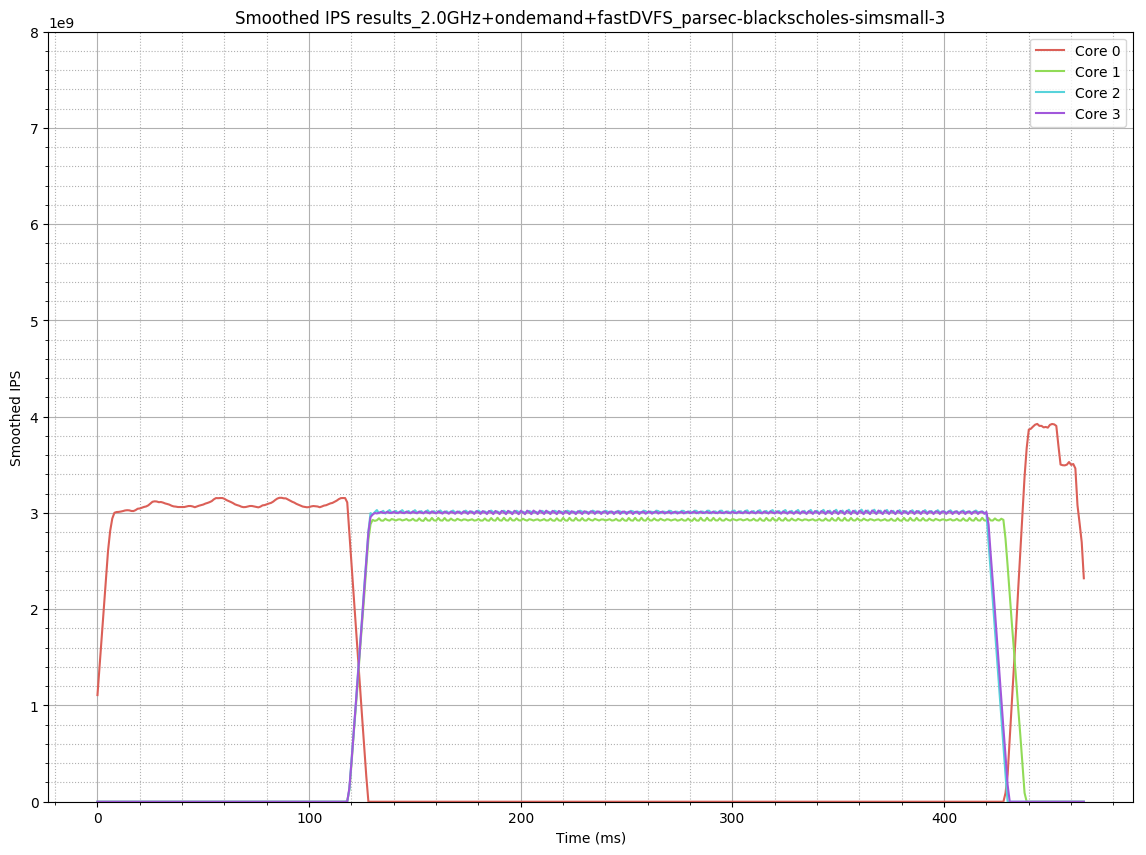 Smoothed IPS results_2.0GHz+ondemand+fastDVFS_parsec-blackscholes-simsmall-3
1e9
8
7
6
5
4
3
2
1
0
Smoothed IPS
Core 0
Core 1
Core 2
Core 3
0 100 200 300 400
Time (ms)